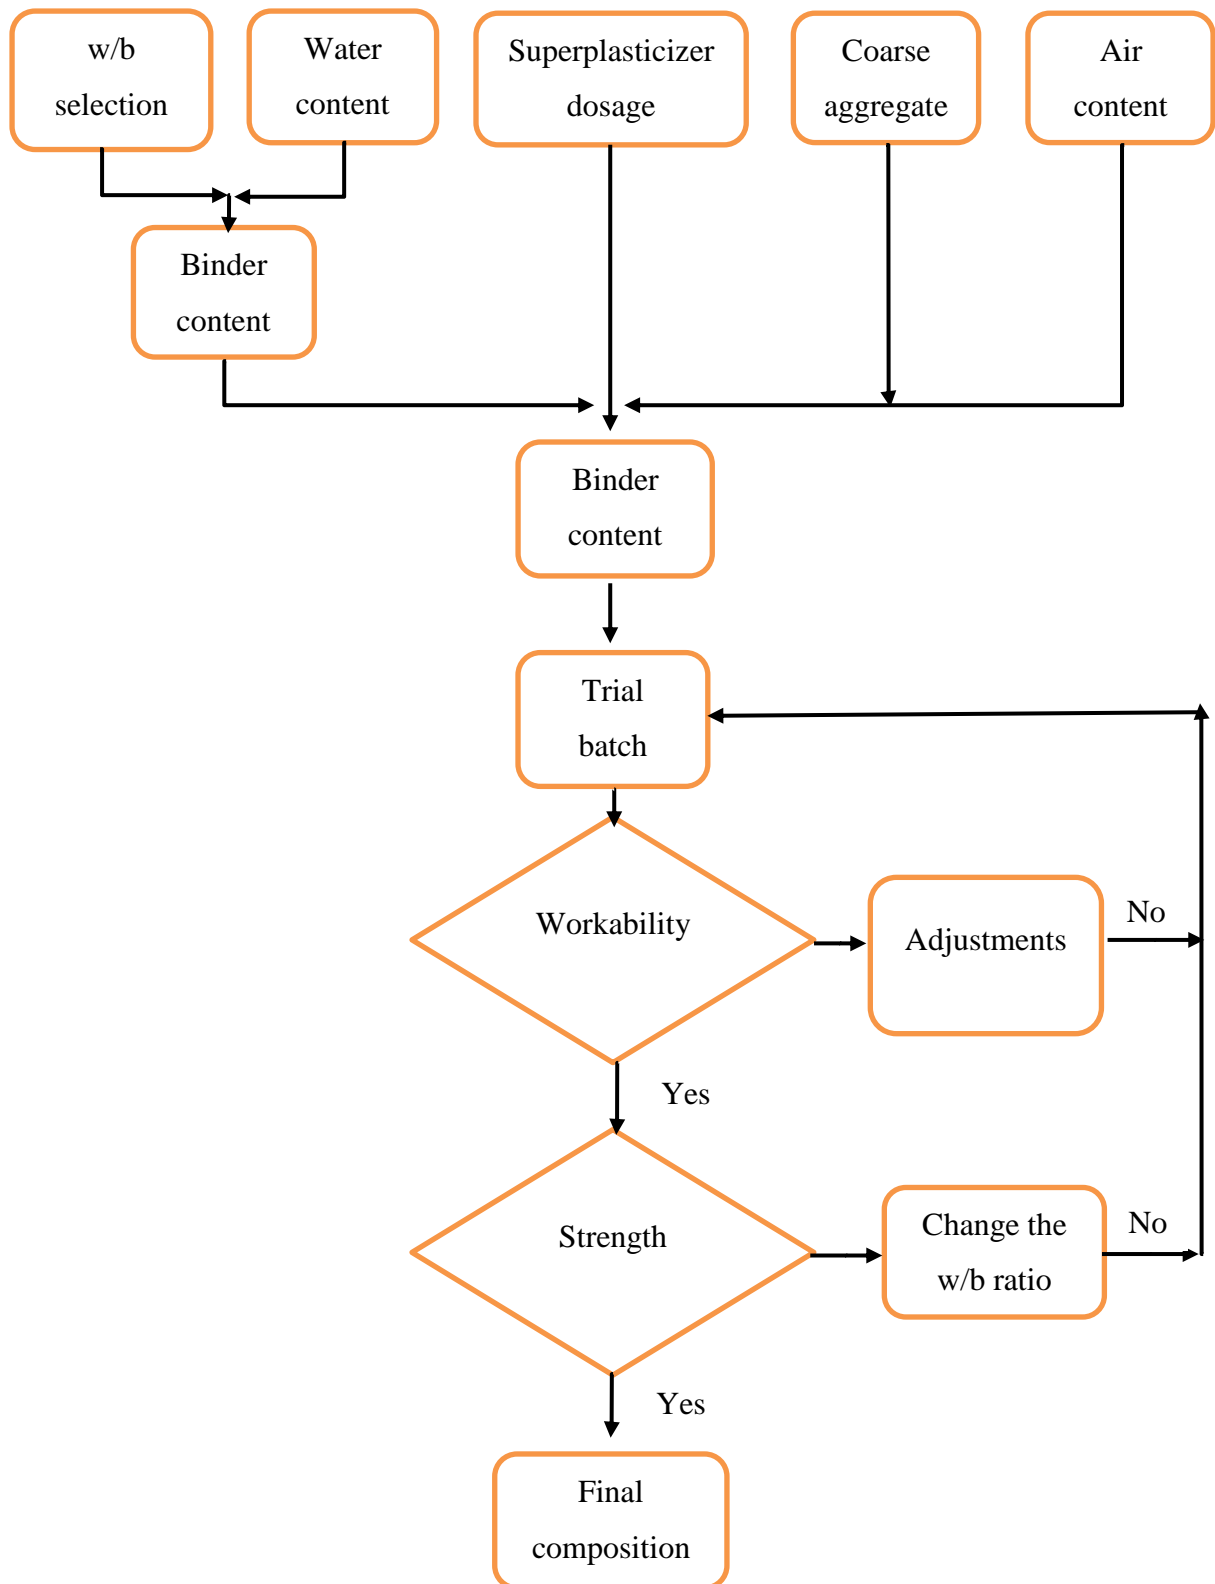 w/b
selection
Water
content
Superplasticizer
dosage
Coarse
aggregate
Air
content
Binder
content
Binder
content
Trial
batch
Workability
Adjustments
No
Yes
Strength
Change the
w/b ratio
No
Yes
Final
composition